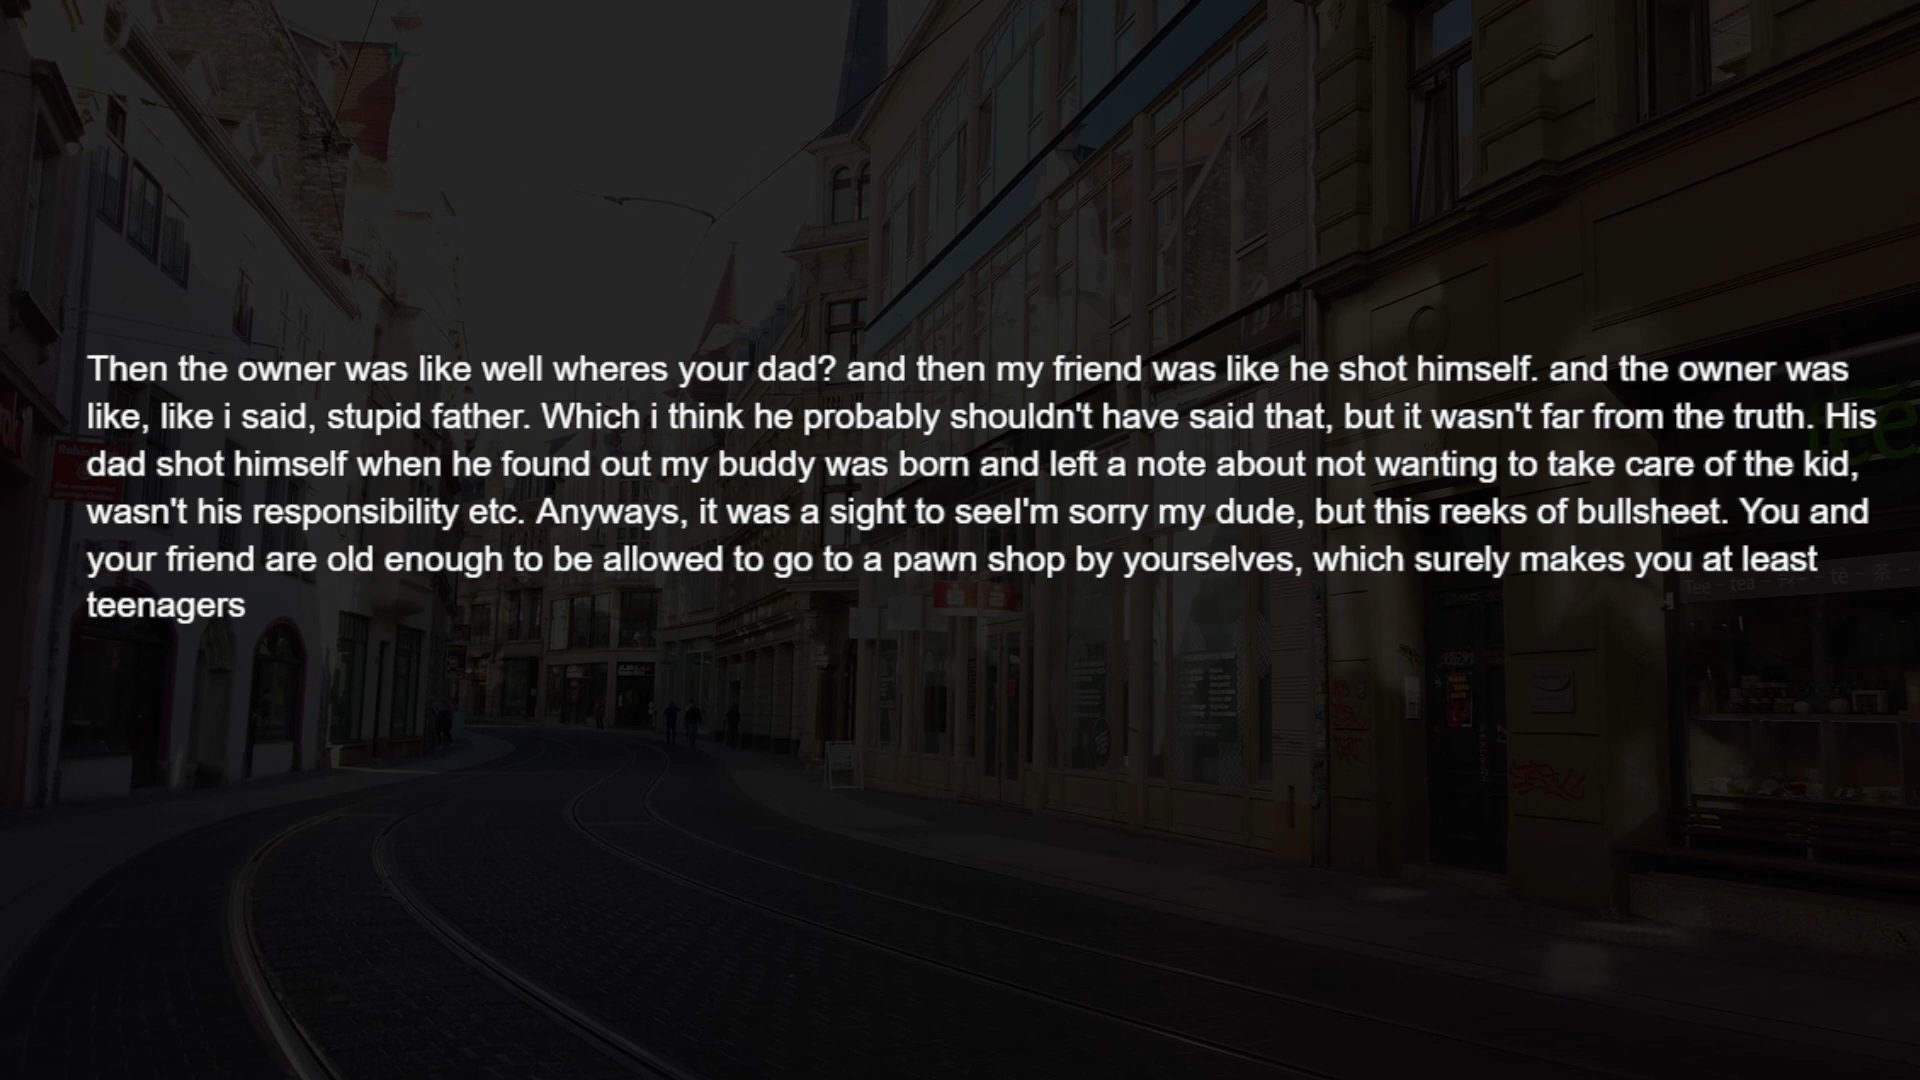 Then the owner was like well wheres your dad? and then my friend was like he shot himself. and the owner was
like, like i said, stupid father. Which i think he probably shouldn't have said that, but it wasn't far from the truth. His
dad shot himself when he found out my buddy was born and left a note about not wanting to take care of the kid,
wasn't his responsibility etc. Anyways, it was a sight to seeI'm sorry my dude, but this reeks of bullsheet. You and
your friend are old enough to be allowed to go to a pawn shop by yourselves, which surely makes you at least
teenagers
Tee - tea